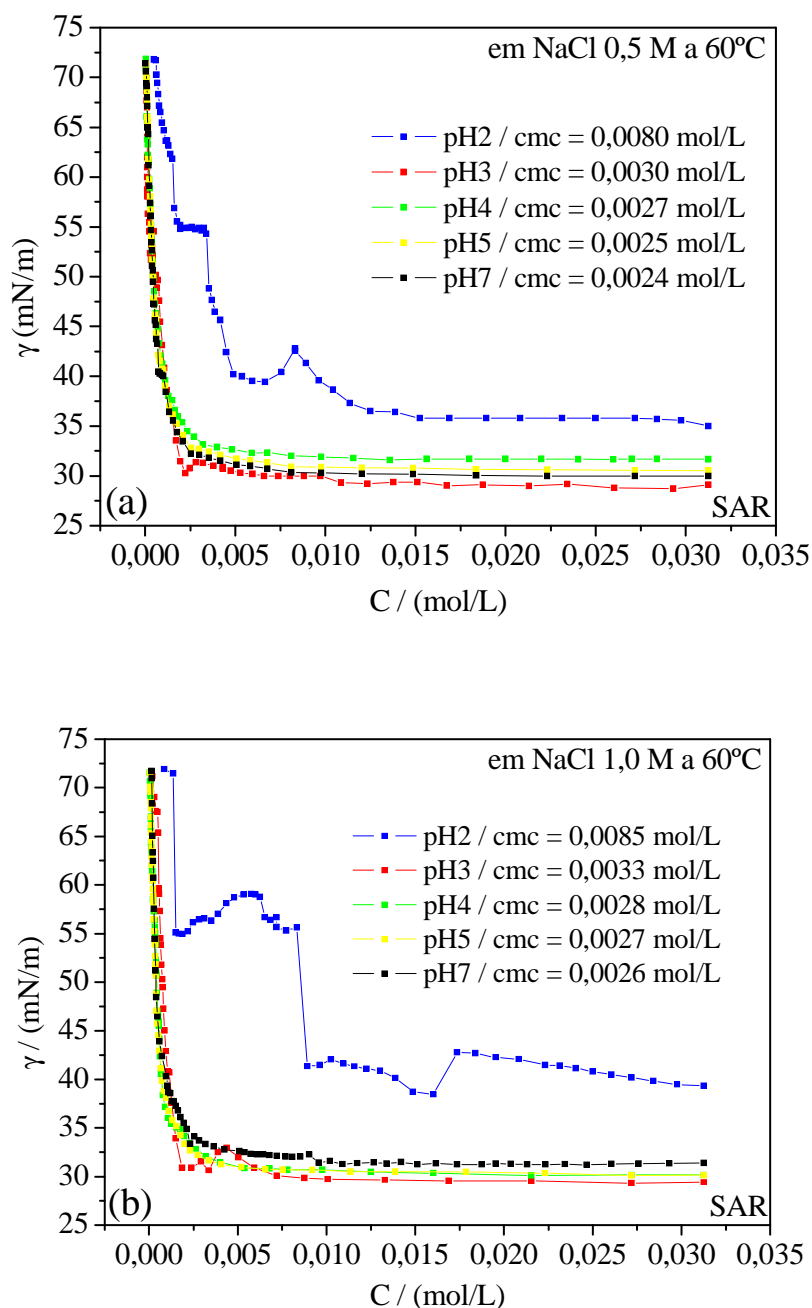 75
em NaCl 0,5 M a 60ºC
70
pH2 / cmc = 0,0080 mol/L
65
pH3 / cmc = 0,0030 mol/L
60
pH4 / cmc = 0,0027 mol/L
55
pH5 / cmc = 0,0025 mol/L
50
pH7 / cmc = 0,0024 mol/L
45
40
35
30
25
γ (mN/m)
(a)
SAR
0,000 0,005 0,010 0,015 0,020 0,025 0,030 0,035
C / (mol/L)
75
em NaCl 1,0 M a 60ºC
70
65
pH2 / cmc = 0,0085 mol/L
60
pH3 / cmc = 0,0033 mol/L
55
pH4 / cmc = 0,0028 mol/L
pH5 / cmc = 0,0027 mol/L
50
pH7 / cmc = 0,0026 mol/L
45
40
35
30
25
γ / (mN/m)
(b)
SAR
0,000 0,005 0,010 0,015 0,020 0,025 0,030 0,035
C / (mol/L)